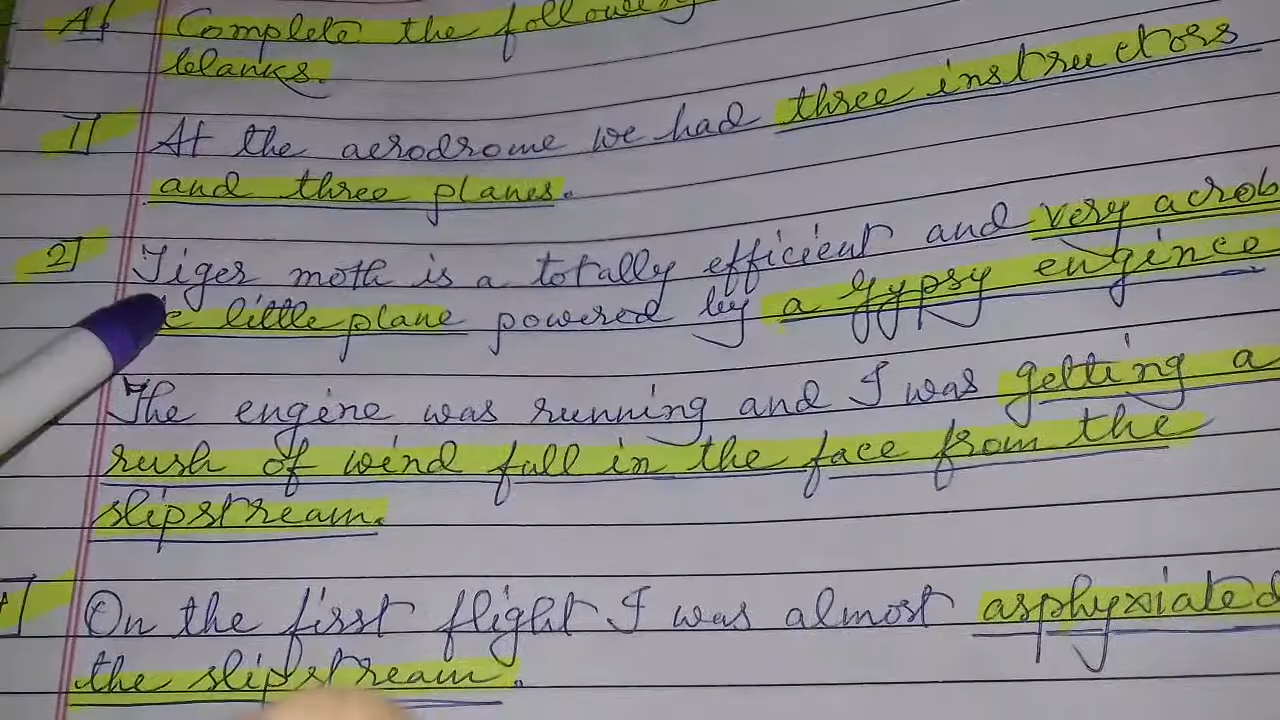 A] Complete the following
blanks.
1] At the aerodrome we had three instructors
and three planes.
2] Tiger moth is a totally efficient and very acrob
c little plane powered by a Gypsy engince
The engine was running and I was getting a
rush of wind full in the face from the
slipstream.
On the first flight I was almost asphyxiated
the slipstream.